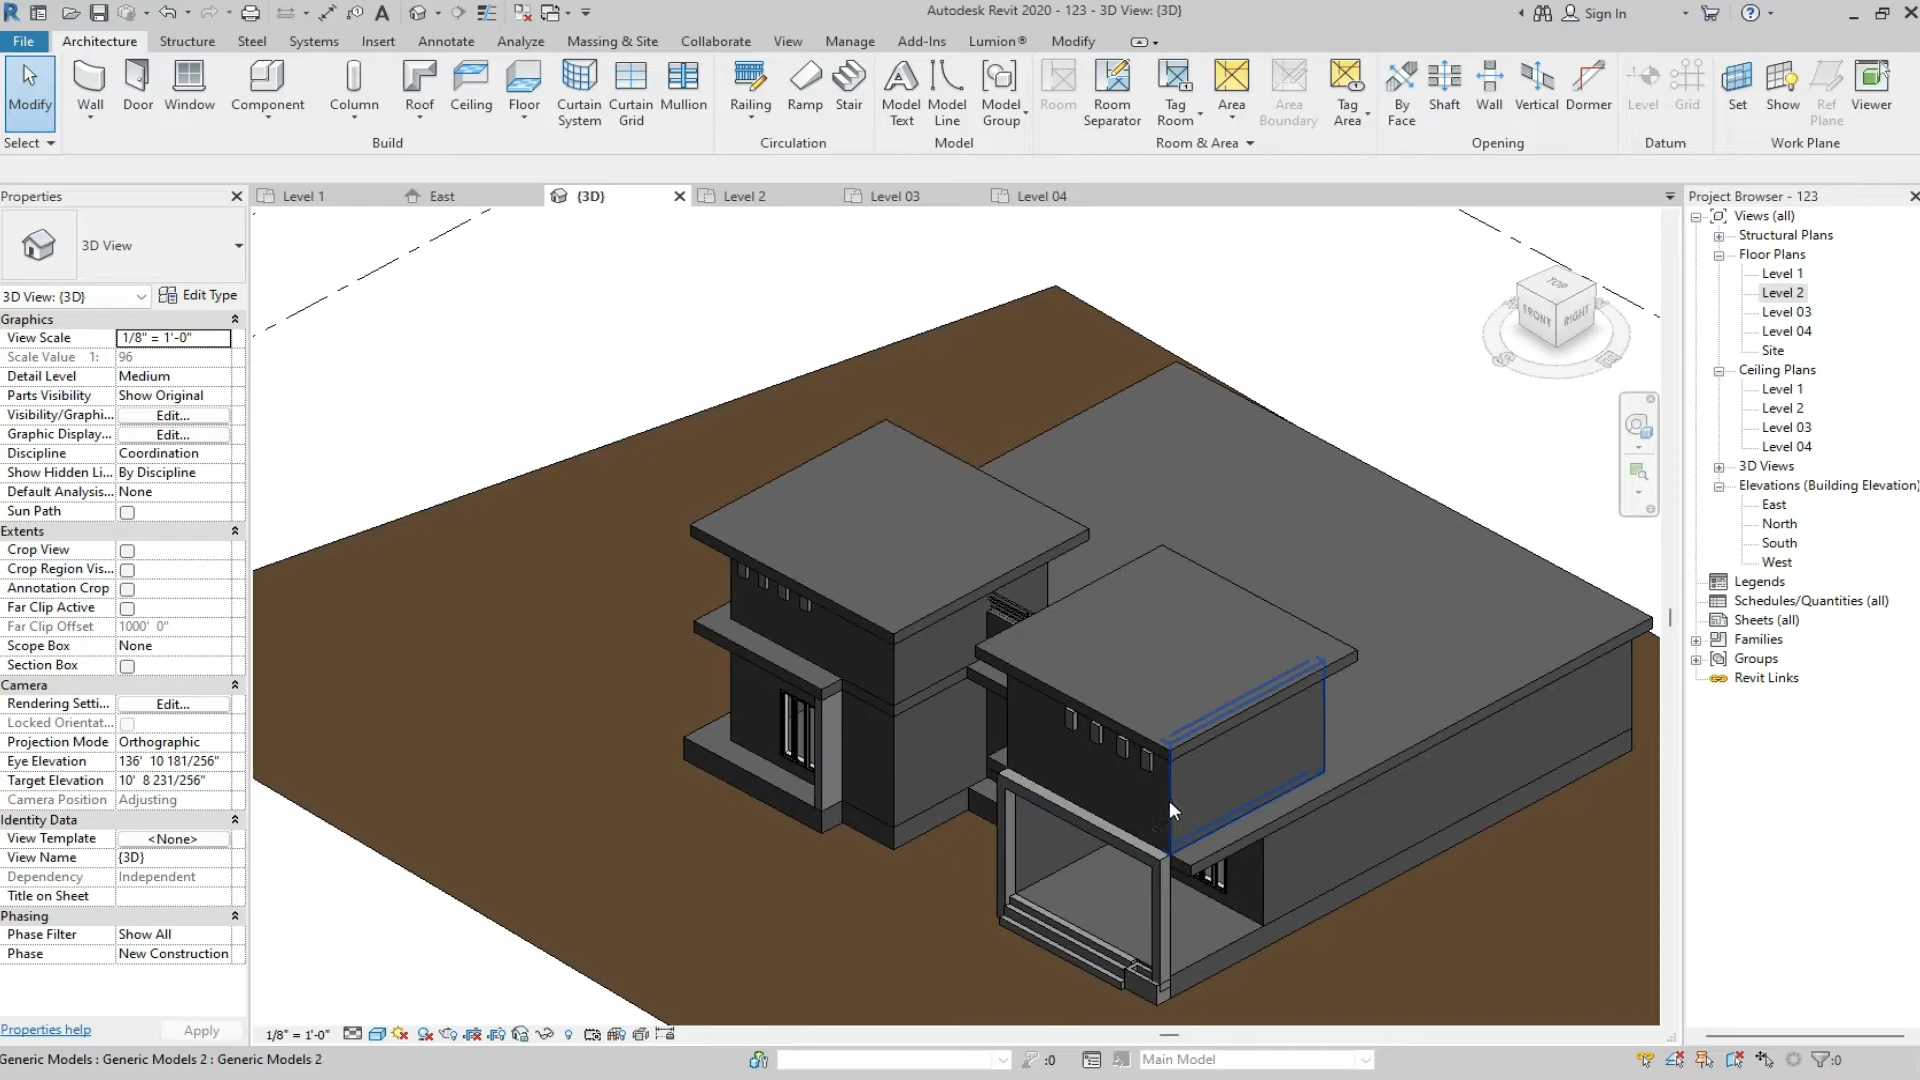 Autodesk Revit 2020 - 123 - 3D View: {3D}
Sign In
File Architecture Structure Steel Systems Insert Annotate Analyze Massing & Site Collaborate View Manage Add-Ins Lumion® Modify
Modify Wall Door Window Component Column Roof Ceiling Floor Curtain System Curtain Grid Mullion Railing Ramp Stair Model Text Model Line Model Group Room Room Separator Tag Room Area Area Boundary Tag Area By Face Shaft Wall Vertical Dormer Level Grid Set Show Ref Plane Viewer
Select Build Circulation Model Room & Area Opening Datum Work Plane
Properties
Level 1 East {3D} Level 2 Level 03 Level 04
Project Browser - 123
3D View
3D View: {3D} Edit Type
Graphics
View Scale 1/8" = 1'-0"
Scale Value 1: 96
Detail Level Medium
Parts Visibility Show Original
Visibility/Graphi... Edit...
Graphic Display... Edit...
Discipline Coordination
Show Hidden Li... By Discipline
Default Analysis... None
Sun Path
Extents
Crop View
Crop Region Vis...
Annotation Crop
Far Clip Active
Far Clip Offset 1000' 0"
Scope Box None
Section Box
Camera
Rendering Setti... Edit...
Locked Orientat...
Projection Mode Orthographic
Eye Elevation 136' 10 181/256"
Target Elevation 10' 8 231/256"
Camera Position Adjusting
Identity Data
View Template <None>
View Name {3D}
Dependency Independent
Title on Sheet
Phasing
Phase Filter Show All
Phase New Construction
Properties help Apply
TOP
FRONT RIGHT
S E
Views (all)
Structural Plans
Floor Plans
Level 1
Level 2
Level 03
Level 04
Site
Ceiling Plans
Level 1
Level 2
Level 03
Level 04
3D Views
Elevations (Building Elevation)
East
North
South
West
Legends
Schedules/Quantities (all)
Sheets (all)
Families
Groups
Revit Links
1/8" = 1'-0"
Generic Models : Generic Models 2 : Generic Models 2
:0
Main Model
:0